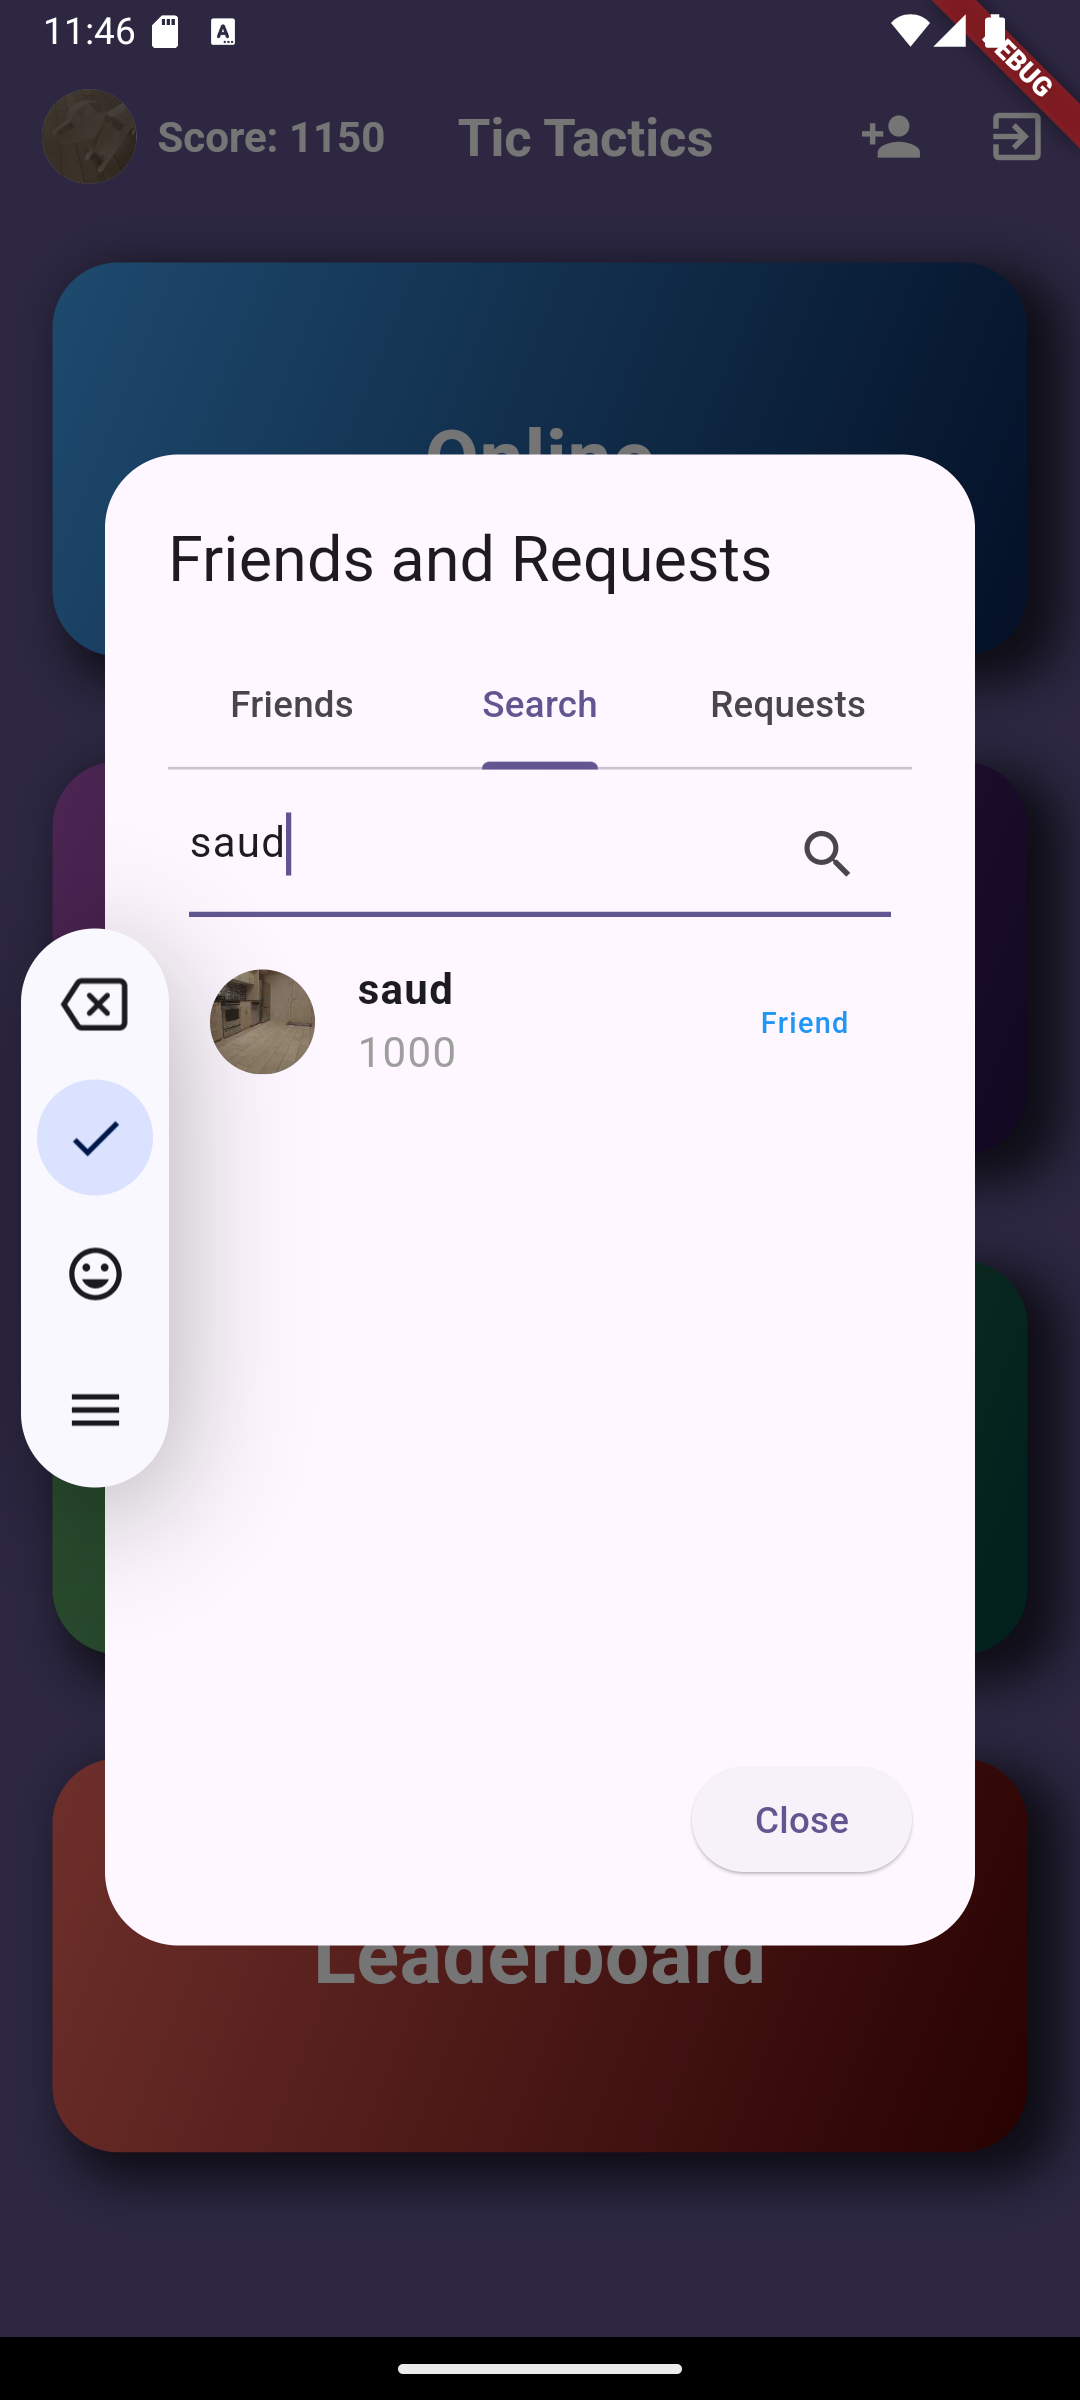 11:46
DEBUG
Score: 1150
Tic Tactics
Online
Friends and Requests
Friends
Search
Requests
saud
saud
1000
Friend
Close
Leaderboard